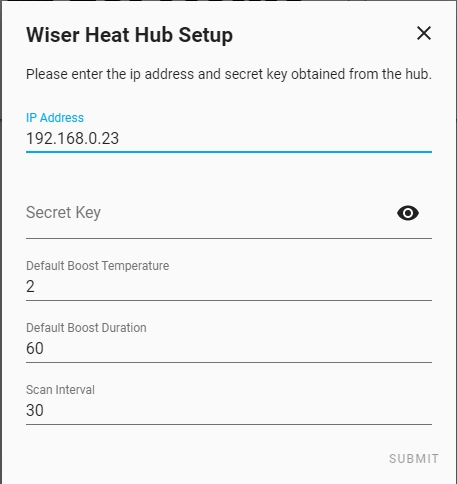 Wiser Heat Hub Setup
Please enter the ip address and secret key obtained from the hub.
IP Address
192.168.0.23
Secret Key
Default Boost Temperature
2
Default Boost Duration
60
Scan Interval
30
SUBMIT